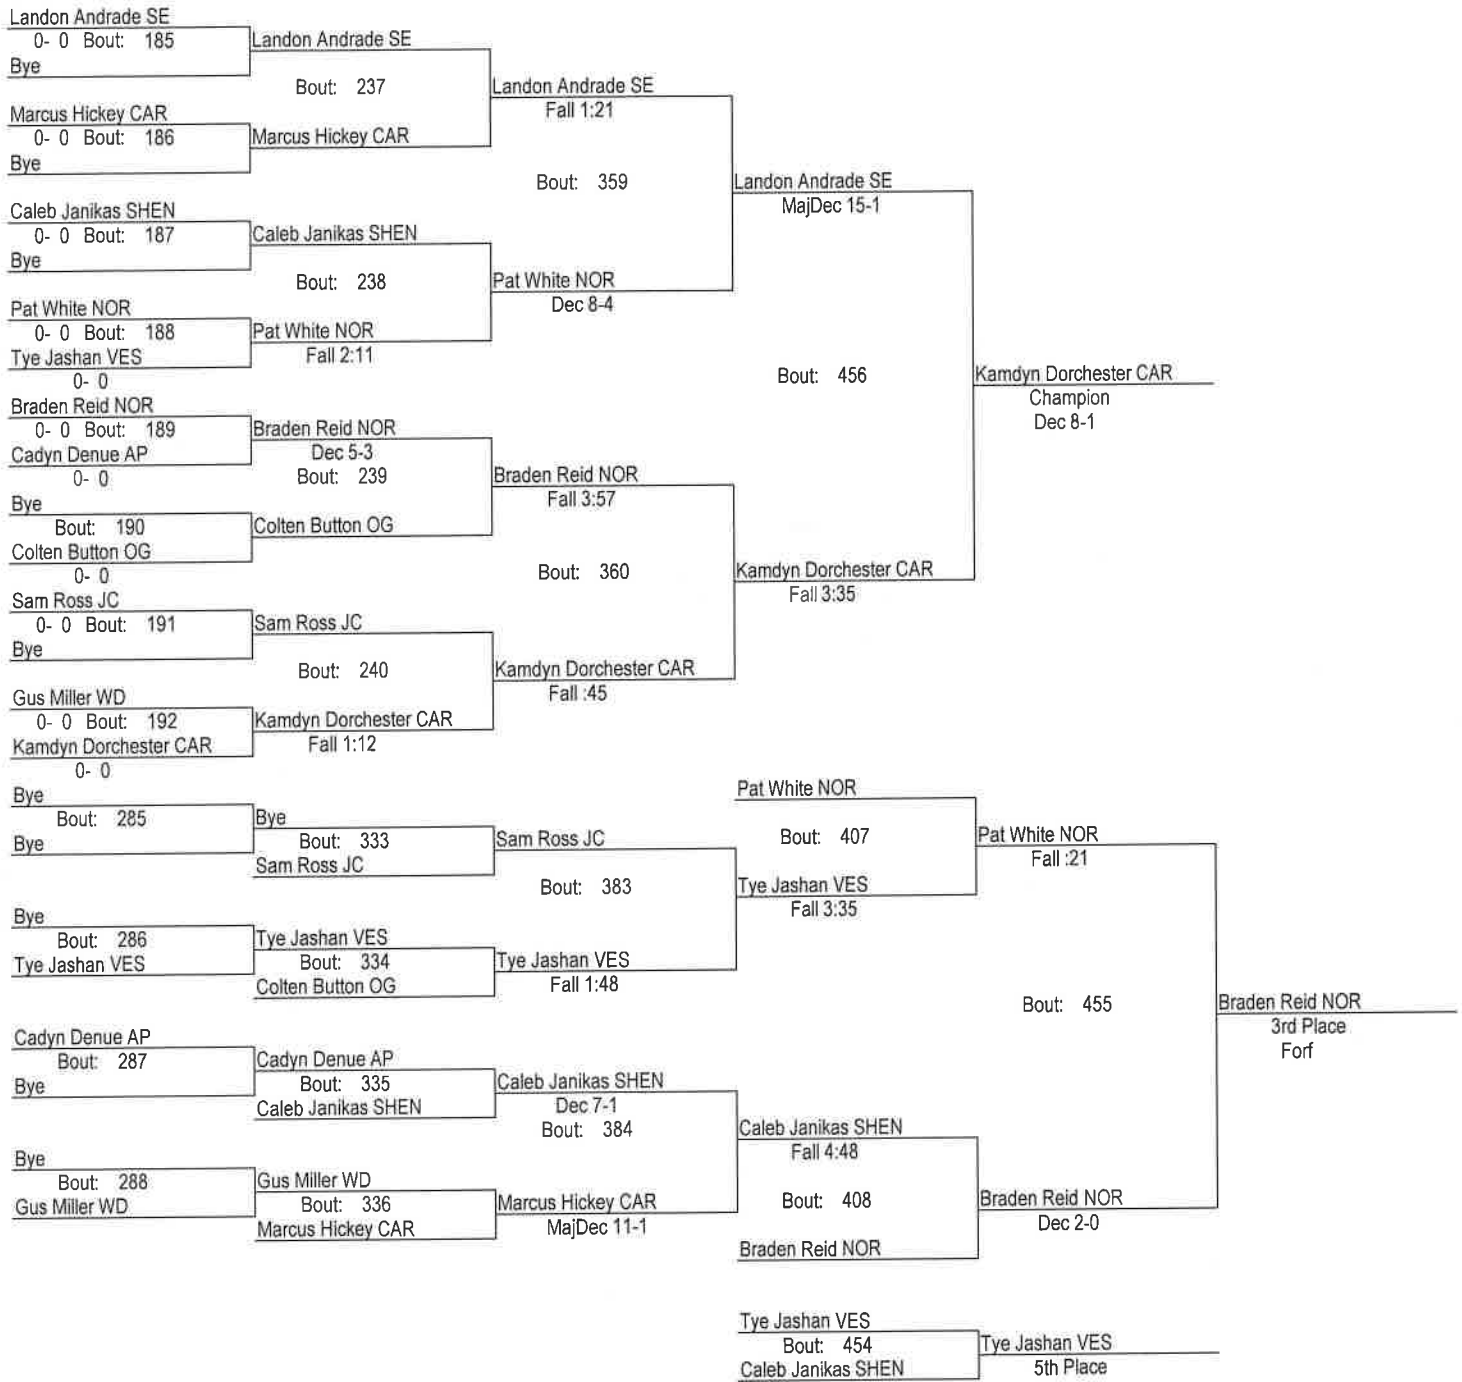 Landon Andrade SE
0- 0 Bout: 185
Bye
Landon Andrade SE
Bout: 237
Marcus Hickey CAR
0- 0 Bout: 186
Bye
Marcus Hickey CAR
Landon Andrade SE
Fall 1:21
Bout: 359
Caleb Janikas SHEN
0- 0 Bout: 187
Bye
Caleb Janikas SHEN
Bout: 238
Pat White NOR
0- 0 Bout: 188
Tye Jashan VES
0- 0
Pat White NOR
Fall 2:11
Pat White NOR
Dec 8-4
Landon Andrade SE
MajDec 15-1
Bout: 456
Braden Reid NOR
0- 0 Bout: 189
Cadyn Denue AP
0- 0
Braden Reid NOR
Dec 5-3
Bout: 239
Bye
Bout: 190
Colten Button OG
0- 0
Colten Button OG
Braden Reid NOR
Fall 3:57
Bout: 360
Sam Ross JC
0- 0 Bout: 191
Bye
Sam Ross JC
Bout: 240
Gus Miller WD
0- 0 Bout: 192
Kamdyn Dorchester CAR
0- 0
Kamdyn Dorchester CAR
Fall 1:12
Kamdyn Dorchester CAR
Fall :45
Kamdyn Dorchester CAR
Fall 3:35
Kamdyn Dorchester CAR
Champion
Dec 8-1
Bye
Bout: 285
Bye
Bye
Bout: 333
Sam Ross JC
Sam Ross JC
Bout: 383
Bye
Bout: 286
Tye Jashan VES
Tye Jashan VES
Bout: 334
Colten Button OG
Tye Jashan VES
Fall 1:48
Pat White NOR
Bout: 407
Tye Jashan VES
Fall 3:35
Pat White NOR
Fall :21
Bout: 455
Cadyn Denue AP
Bout: 287
Bye
Cadyn Denue AP
Bout: 335
Caleb Janikas SHEN
Caleb Janikas SHEN
Dec 7-1
Bout: 384
Bye
Bout: 288
Gus Miller WD
Gus Miller WD
Bout: 336
Marcus Hickey CAR
Marcus Hickey CAR
MajDec 11-1
Caleb Janikas SHEN
Fall 4:48
Bout: 408
Braden Reid NOR
Braden Reid NOR
Dec 2-0
Braden Reid NOR
3rd Place
Forf
Tye Jashan VES
Bout: 454
Caleb Janikas SHEN
Tye Jashan VES
5th Place